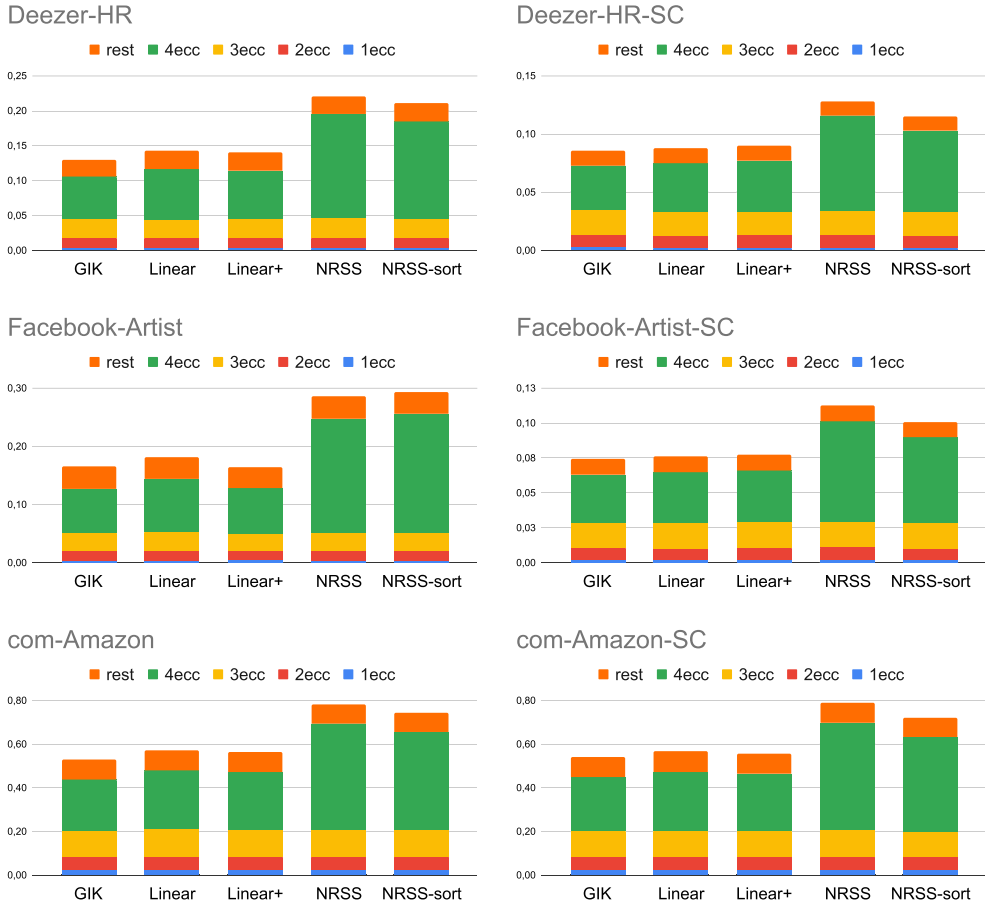 Deezer-HR
rest 4ecc 3ecc 2ecc 1ecc
0,25
0,20
0,15
0,10
0,05
0,00
GIK Linear Linear+ NRSS NRSS-sort
Deezer-HR-SC
rest 4ecc 3ecc 2ecc 1ecc
0,15
0,10
0,05
0,00
GIK Linear Linear+ NRSS NRSS-sort
Facebook-Artist
rest 4ecc 3ecc 2ecc 1ecc
0,30
0,20
0,10
0,00
GIK Linear Linear+ NRSS NRSS-sort
Facebook-Artist-SC
rest 4ecc 3ecc 2ecc 1ecc
0,13
0,10
0,08
0,05
0,03
0,00
GIK Linear Linear+ NRSS NRSS-sort
com-Amazon
rest 4ecc 3ecc 2ecc 1ecc
0,80
0,60
0,40
0,20
0,00
GIK Linear Linear+ NRSS NRSS-sort
com-Amazon-SC
rest 4ecc 3ecc 2ecc 1ecc
0,80
0,60
0,40
0,20
0,00
GIK Linear Linear+ NRSS NRSS-sort